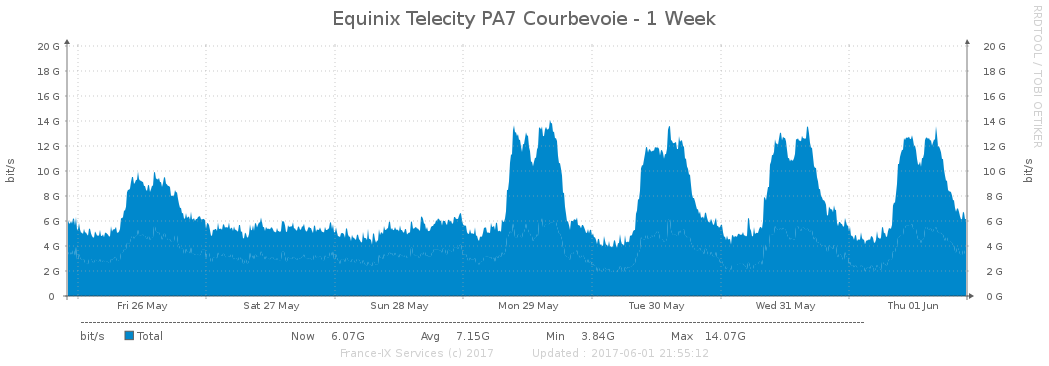 Equinix Telecity PA7 Courbevoie - 1 Week
RRDTOOL / TOBI OETIKER
20 G 20 G
18 G 18 G
16 G 16 G
14 G 14 G
12 G 12 G
10 G 10 G
8 G 8 G
6 G 6 G
4 G 4 G
2 G 2 G
0 0 G
bit/s bit/s
Fri 26 May Sat 27 May Sun 28 May Mon 29 May Tue 30 May Wed 31 May Thu 01 Jun
bit/s Total Now 6.07G Avg 7.15G Min 3.84G Max 14.07G
France-IX Services (c) 2017 Updated : 2017-06-01 21:55:12